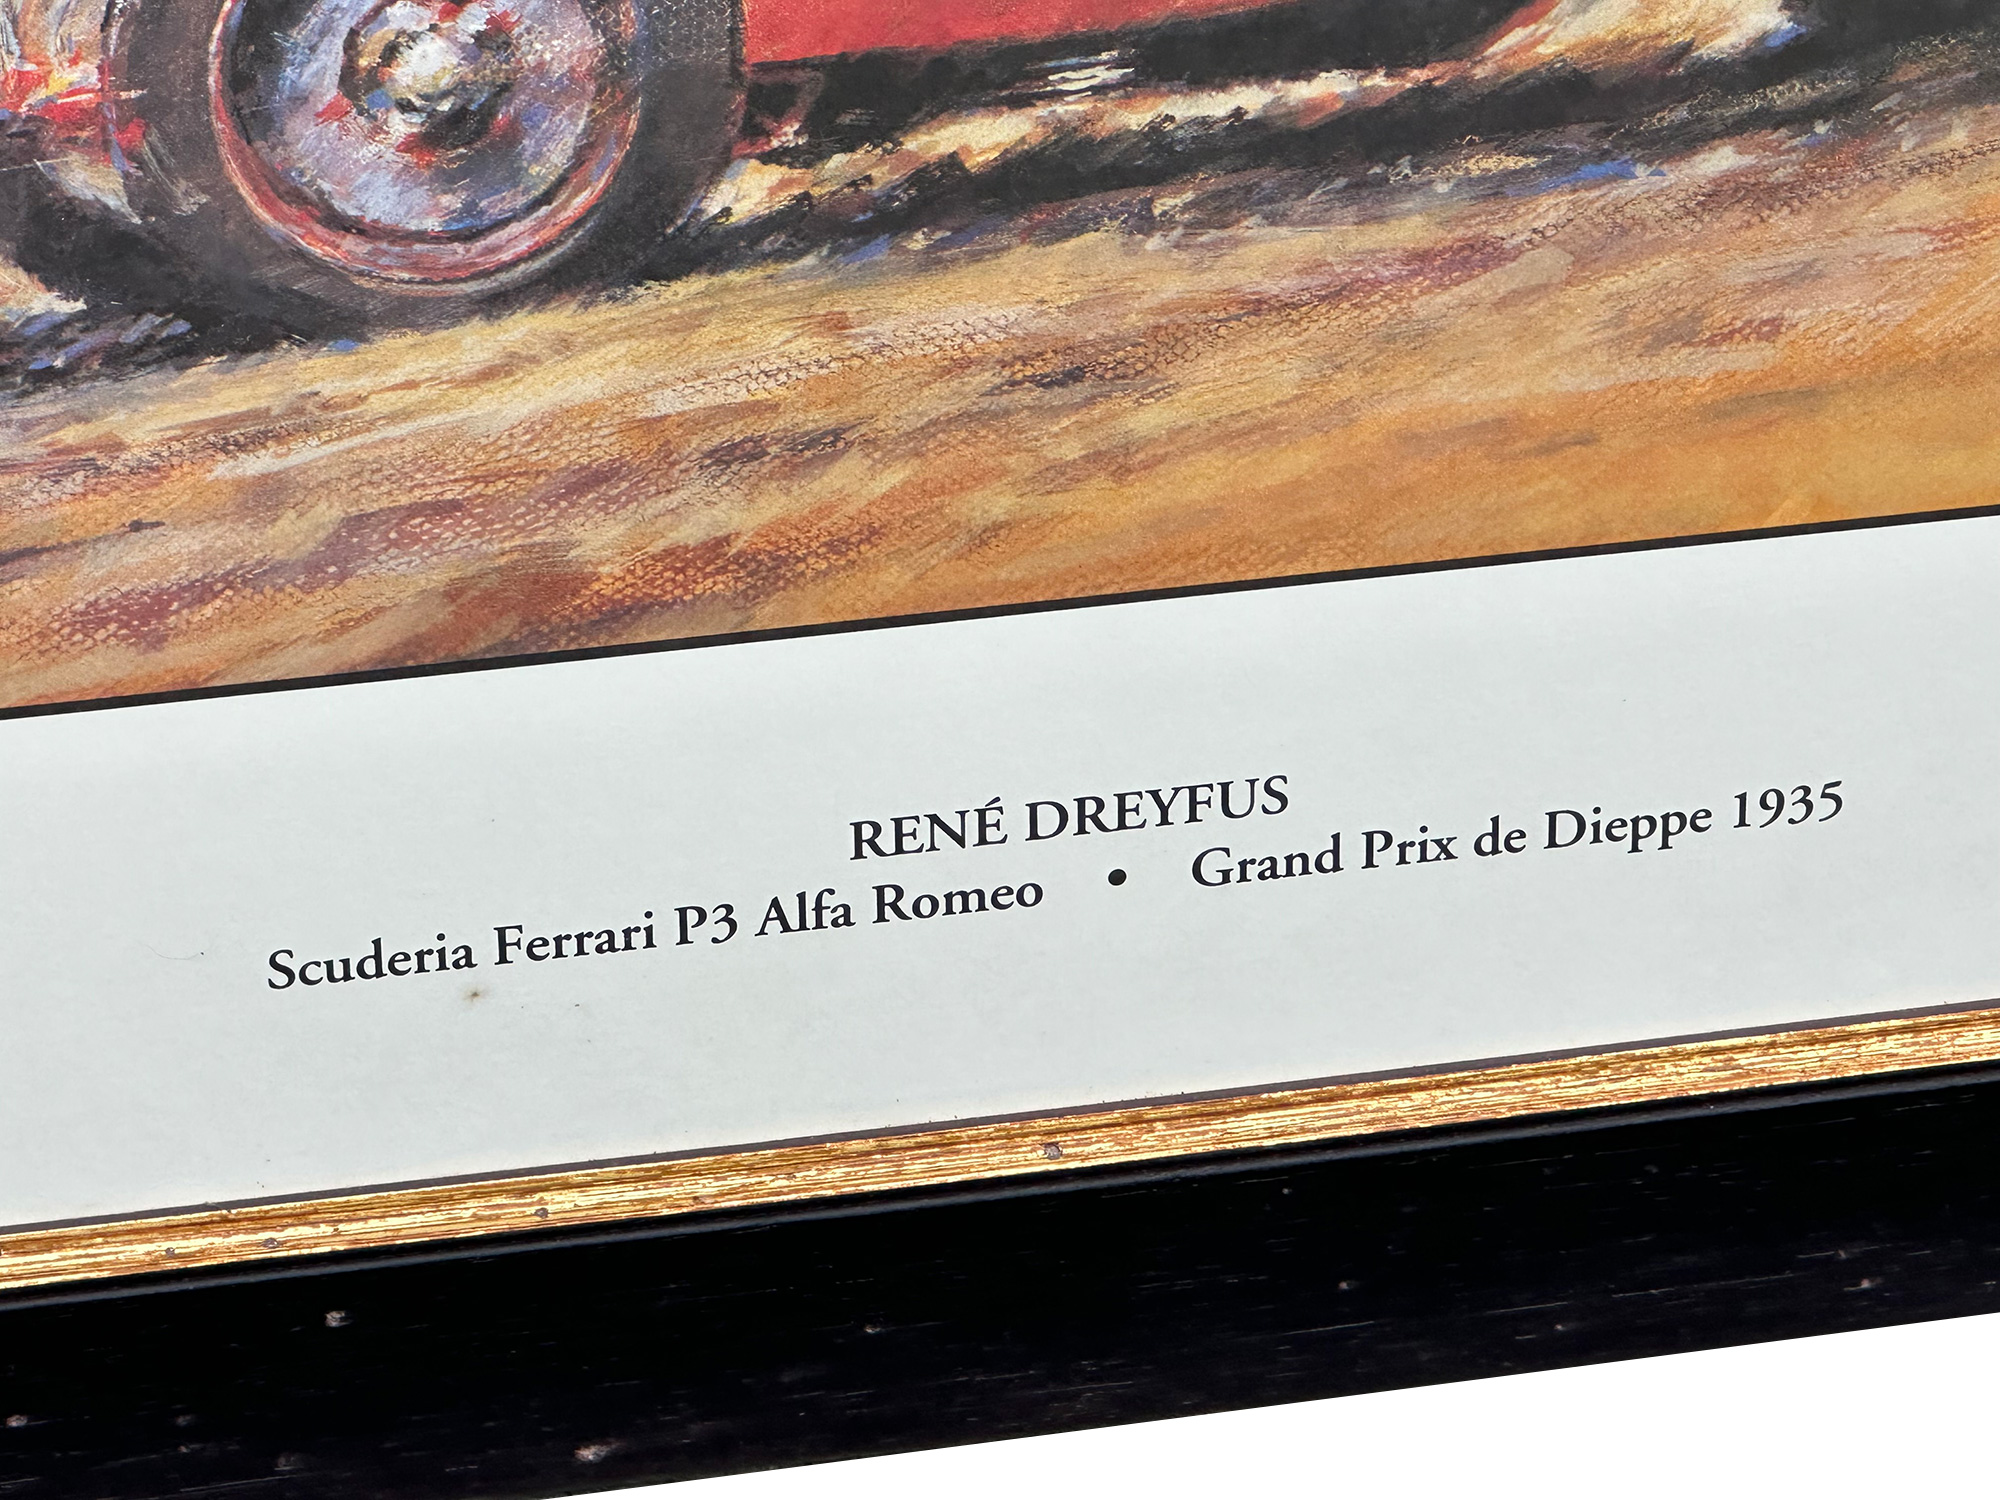 RENÉ DREYFUS
Scuderia Ferrari P3 Alfa Romeo • Grand Prix de Dieppe 1935